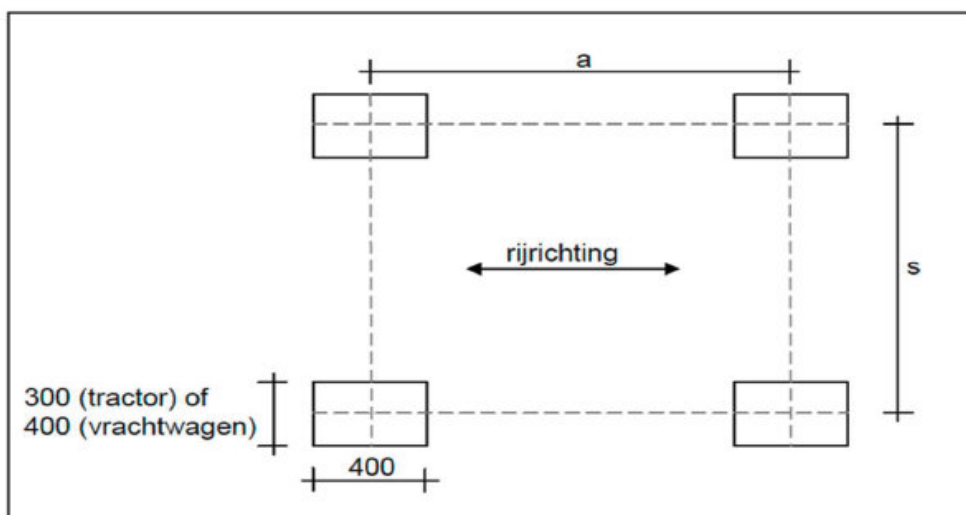 a
rijrichting
s
300 (tractor) of
400 (vrachtwagen)
400